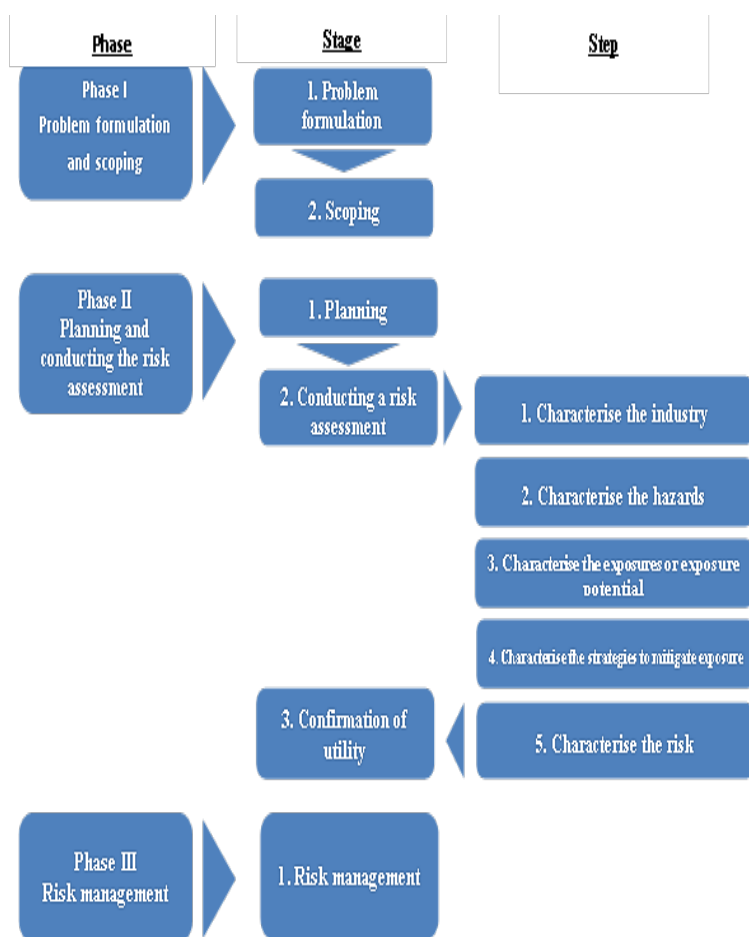 Phase
Stage
Step
Phase I
Problem formulation
and scoping
1. Problem
formulation
2. Scoping
Phase II
Planning and
conducting the risk
assessment
1. Planning
2. Conducting a risk
assessment
1. Characterise the industry
2. Characterise the hazards
3. Characterise the exposures or exposure
potential
4. Characterise the strategies to mitigate exposure
5. Characterise the risk
3. Confirmation of
utility
Phase III
Risk management
1. Risk management